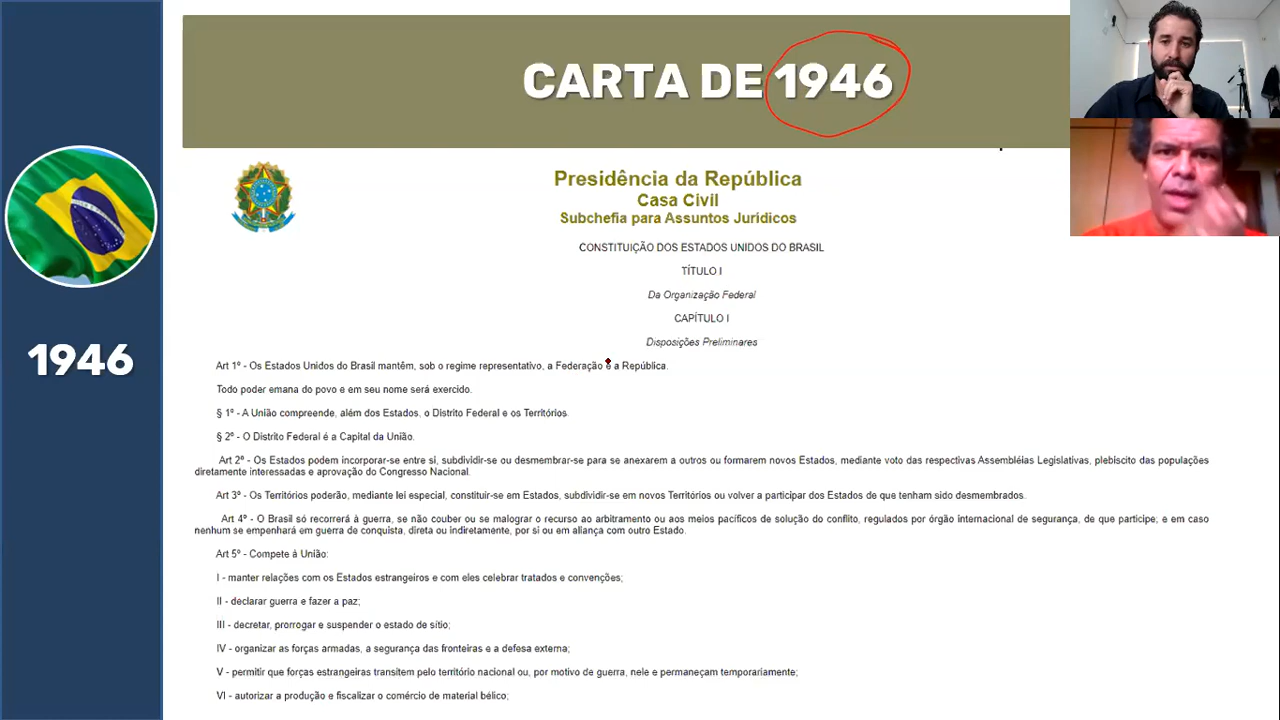 CARTA DE 1946
Presidência da República
Casa Civil
Subchefia para Assuntos Jurídicos
CONSTITUIÇÃO DOS ESTADOS UNIDOS DO BRASIL
TÍTULO I
Da Organização Federal
CAPÍTULO I
Disposições Preliminares
1946
Art 1º - Os Estados Unidos do Brasil mantêm, sob o regime representativo, a Federação e a República.
Todo poder emana do povo e em seu nome será exercido.
§ 1º - A União compreende, além dos Estados, o Distrito Federal e os Territórios.
§ 2º - O Distrito Federal é a Capital da União.
Art 2º - Os Estados podem incorporar-se entre si, subdividir-se ou desmembrar-se para se anexarem a outros ou formarem novos Estados, mediante voto das respectivas Assembléias Legislativas, plebiscito das populações
diretamente interessadas e aprovação do Congresso Nacional.
Art 3º - Os Territórios poderão, mediante lei especial, constituir-se em Estados, subdividir-se em novos Territórios ou volver a participar dos Estados de que tenham sido desmembrados.
Art 4º - O Brasil só recorrerá à guerra, se não couber ou se malograr o recurso ao arbitramento ou aos meios pacíficos de solução do conflito, regulados por órgão internacional de segurança, de que participe; e em caso
nenhum se empenhará em guerra de conquista, direta ou indiretamente, por si ou em aliança com outro Estado.
Art 5º - Compete à União:
I - manter relações com os Estados estrangeiros e com eles celebrar tratados e convenções;
II - declarar guerra e fazer a paz;
III - decretar, prorrogar e suspender o estado de sítio;
IV - organizar as forças armadas, a segurança das fronteiras e a defesa externa;
V - permitir que forças estrangeiras transitem pelo território nacional ou, por motivo de guerra, nele e permaneçam temporariamente;
VI - autorizar a produção e fiscalizar o comércio de material bélico;